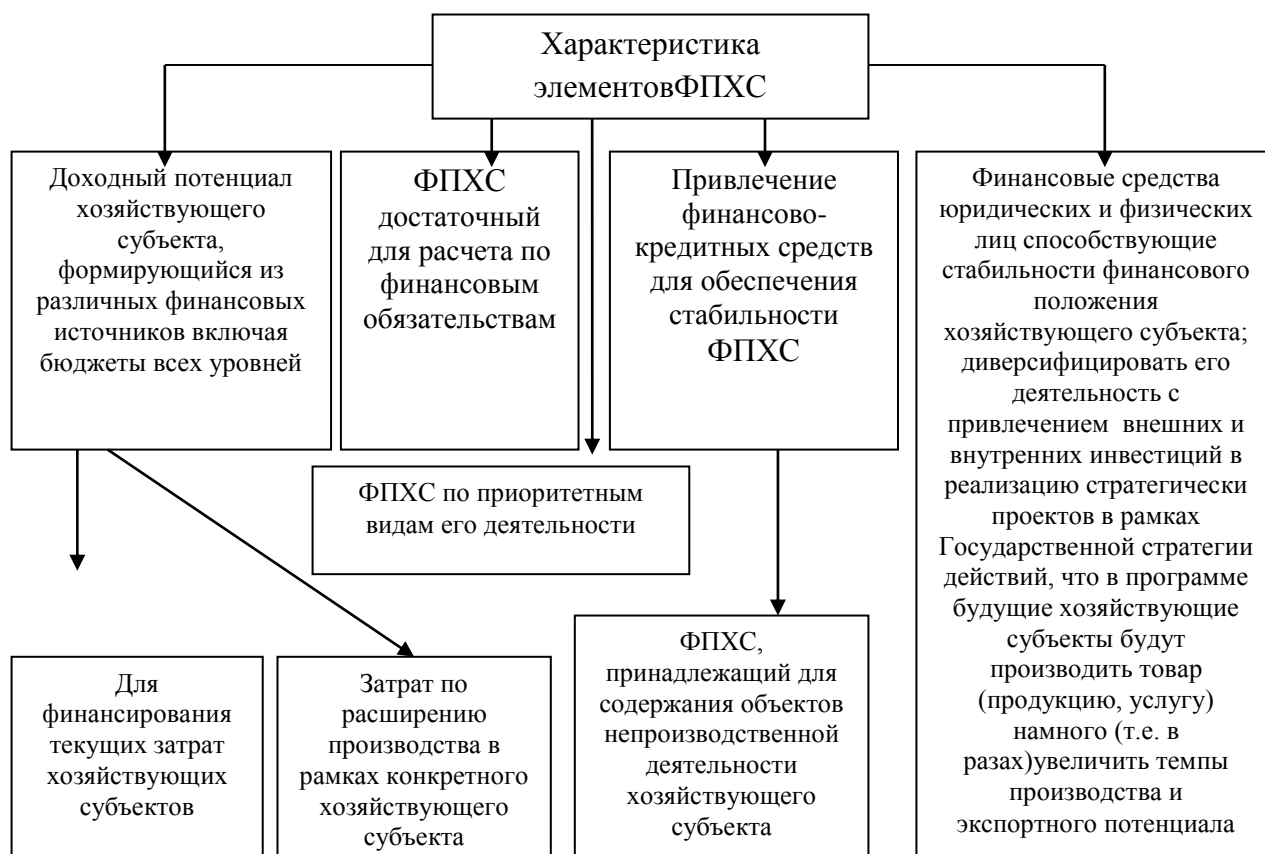 Характеристика
элементовФПХС
Доходный потенциал
хозяйствующего
субъекта,
формирующийся из
различных финансовых
источников включая
бюджеты всех уровней
ФПХС
достаточный
для расчета по
финансовым
обязательствам
Привлечение
финансово-
кредитных средств
для обеспечения
стабильности
ФПХС
Финансовые средства
юридических и физических
лиц способствующие
стабильности финансового
положения
хозяйствующего субъекта;
диверсифицировать его
деятельность с
привлечением внешних и
внутренних инвестиций в
реализацию стратегически
проектов в рамках
Государственной стратегии
действий, что в программе
будущие хозяйствующие
субъекты будут
производить товар
(продукцию, услугу)
намного (т.е. в
разах)увеличить темпы
производства и
экспортного потенциала
ФПХС по приоритетным
видам его деятельности
Для
финансирования
текущих затрат
хозяйствующих
субъектов
Затрат по
расширению
производства в
рамках конкретного
хозяйствующего
субъекта
ФПХС,
принадлежащий для
содержания объектов
непроизводственной
деятельности
хозяйствующего
субъекта